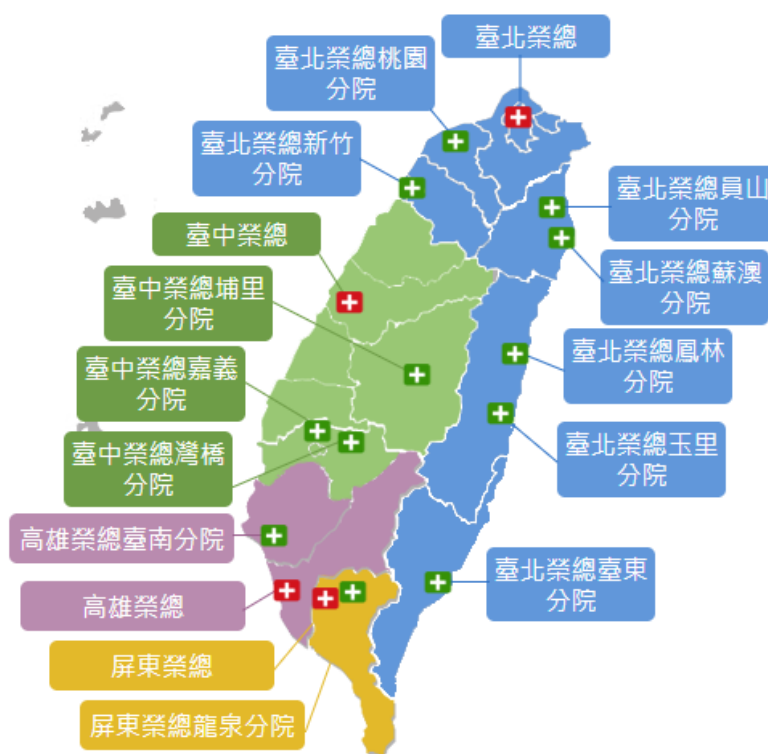 臺北榮總
臺北榮總桃園
分院
臺北榮總新竹
分院
臺北榮總員山
分院
臺中榮總
臺北榮總蘇澳
分院
臺中榮總埔里
分院
臺北榮總鳳林
分院
臺中榮總嘉義
分院
臺北榮總玉里
分院
臺中榮總灣橋
分院
高雄榮總臺南分院
臺北榮總臺東
分院
高雄榮總
屏東榮總
屏東榮總龍泉分院